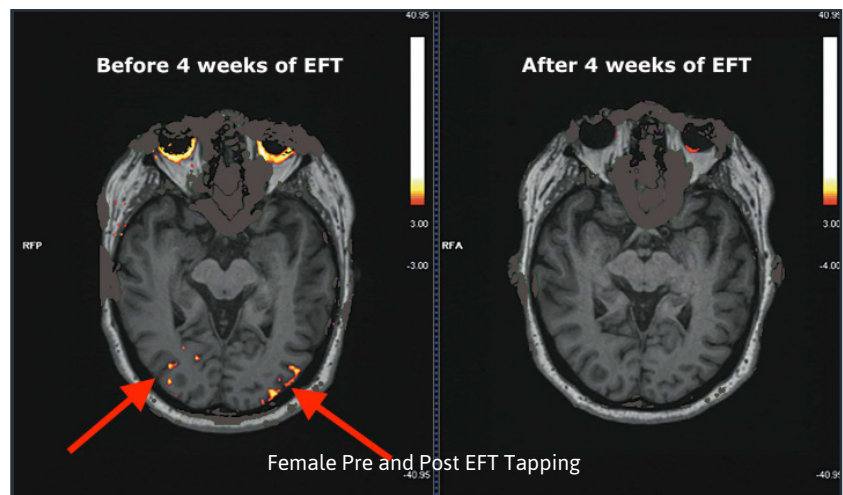 40.95
40.95
Before 4 weeks of EFT
After 4 weeks of EFT
3.00
3.00
RFP
RFA
-3.00
-4.00
Female Pre and Post EFT Tapping
-40.95
-40.95